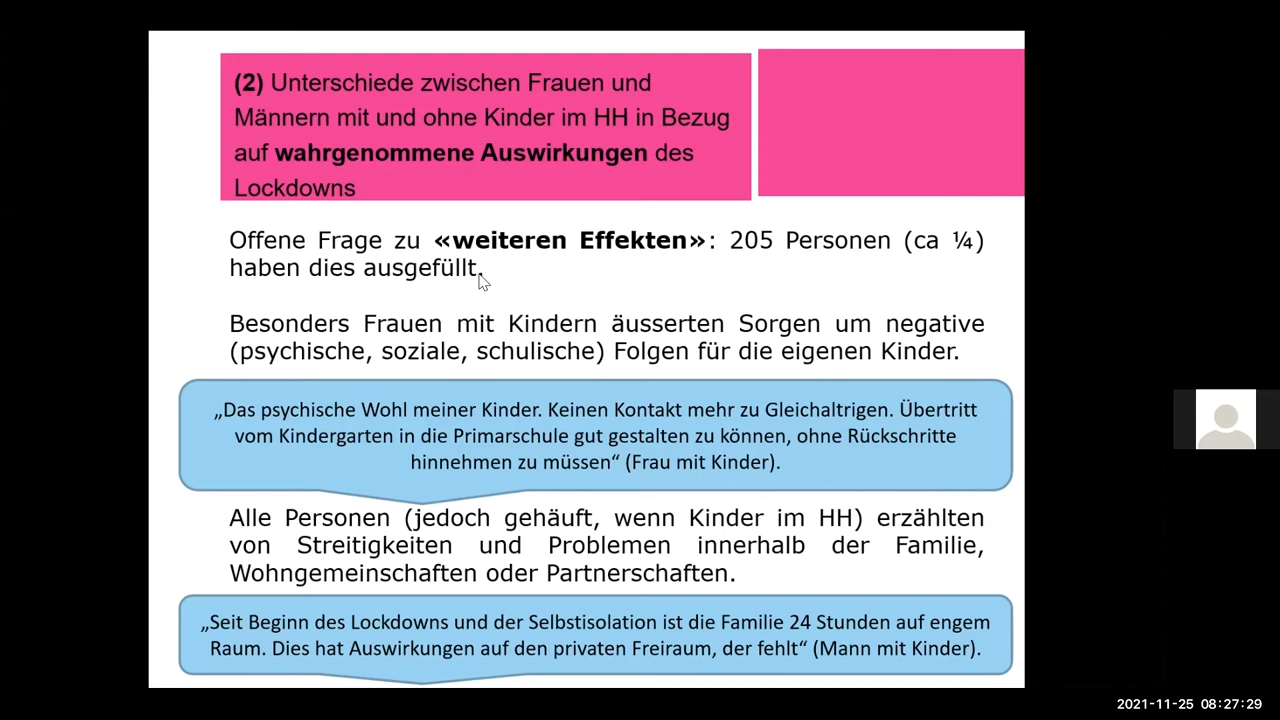 (2) Unterschiede zwischen Frauen und
Männern mit und ohne Kinder im HH in Bezug
auf wahrgenommene Auswirkungen des
Lockdowns
Offene Frage zu «weiteren Effekten»: 205 Personen (ca ¼)
haben dies ausgefüllt.
Besonders Frauen mit Kindern äusserten Sorgen um negative
(psychische, soziale, schulische) Folgen für die eigenen Kinder.
„Das psychische Wohl meiner Kinder. Keinen Kontakt mehr zu Gleichaltrigen. Übertritt
vom Kindergarten in die Primarschule gut gestalten zu können, ohne Rückschritte
hinnehmen zu müssen“ (Frau mit Kinder).
Alle Personen (jedoch gehäuft, wenn Kinder im HH) erzählten
von Streitigkeiten und Problemen innerhalb der Familie,
Wohngemeinschaften oder Partnerschaften.
„Seit Beginn des Lockdowns und der Selbstisolation ist die Familie 24 Stunden auf engem
Raum. Dies hat Auswirkungen auf den privaten Freiraum, der fehlt“ (Mann mit Kinder).
2021-11-25 08:27:29